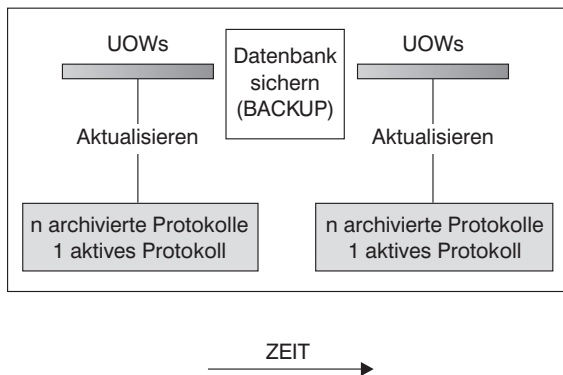 UOWs
Aktualisieren
n archivierte Protokolle
1 aktives Protokoll
Datenbank
sichern
(BACKUP)
UOWs
Aktualisieren
n archivierte Protokolle
1 aktives Protokoll
ZEIT